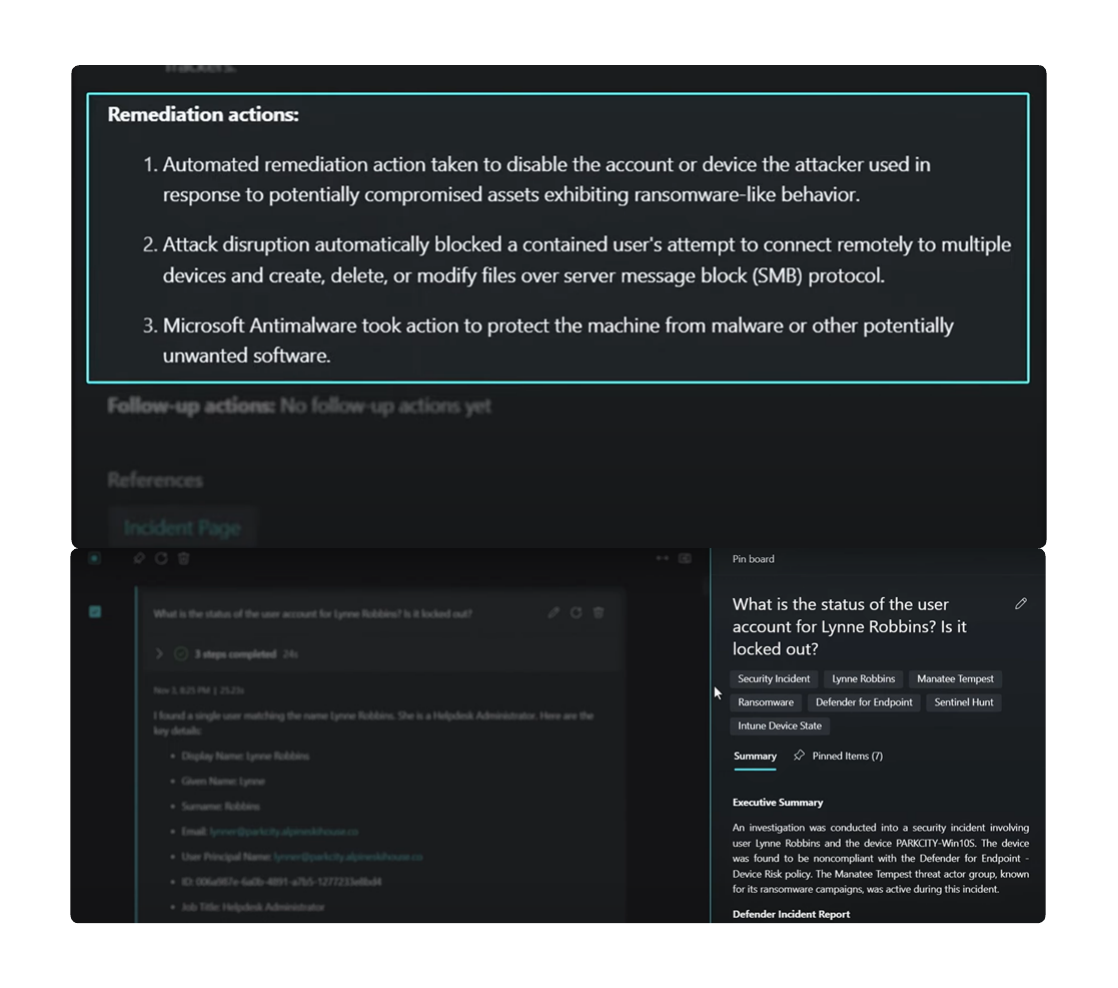 Trackers.
Remediation actions:
1. Automated remediation action taken to disable the account or device the attacker used in
response to potentially compromised assets exhibiting ransomware-like behavior.
2. Attack disruption automatically blocked a contained user's attempt to connect remotely to multiple
devices and create, delete, or modify files over server message block (SMB) protocol.
3. Microsoft Antimalware took action to protect the machine from malware or other potentially
unwanted software.
Follow-up actions: No follow-up actions yet
References
Incident Page
What is the status of the user account for Lynne Robbins? Is it locked out?
3 steps completed 24s
Nov 3, 8:25 PM |
I found a single user matching the name Lynne Robbins. She is a Helpdesk Administrator. Here are the
key details:
• Display Name: Lynne Robbins
• Given Name: Lynne
• Surname: Robbins
• Email: lynner@parkcity.alpineskihouse.co
• User Principal Name: lynner@parkcity.alpineskihouse.co
• ID:
• Job Title: Helpdesk Administrator
Pin board
What is the status of the user
account for Lynne Robbins? Is it
locked out?
Security Incident Lynne Robbins Manatee Tempest
Ransomware Defender for Endpoint Sentinel Hunt
Intune Device State
Summary Pinned Items (7)
Executive Summary
An investigation was conducted into a security incident involving
user Lynne Robbins and the device PARKCITY-Win10S. The device
was found to be noncompliant with the Defender for Endpoint -
Device Risk policy. The Manatee Tempest threat actor group, known
for its ransomware campaigns, was active during this incident.
Defender Incident Report